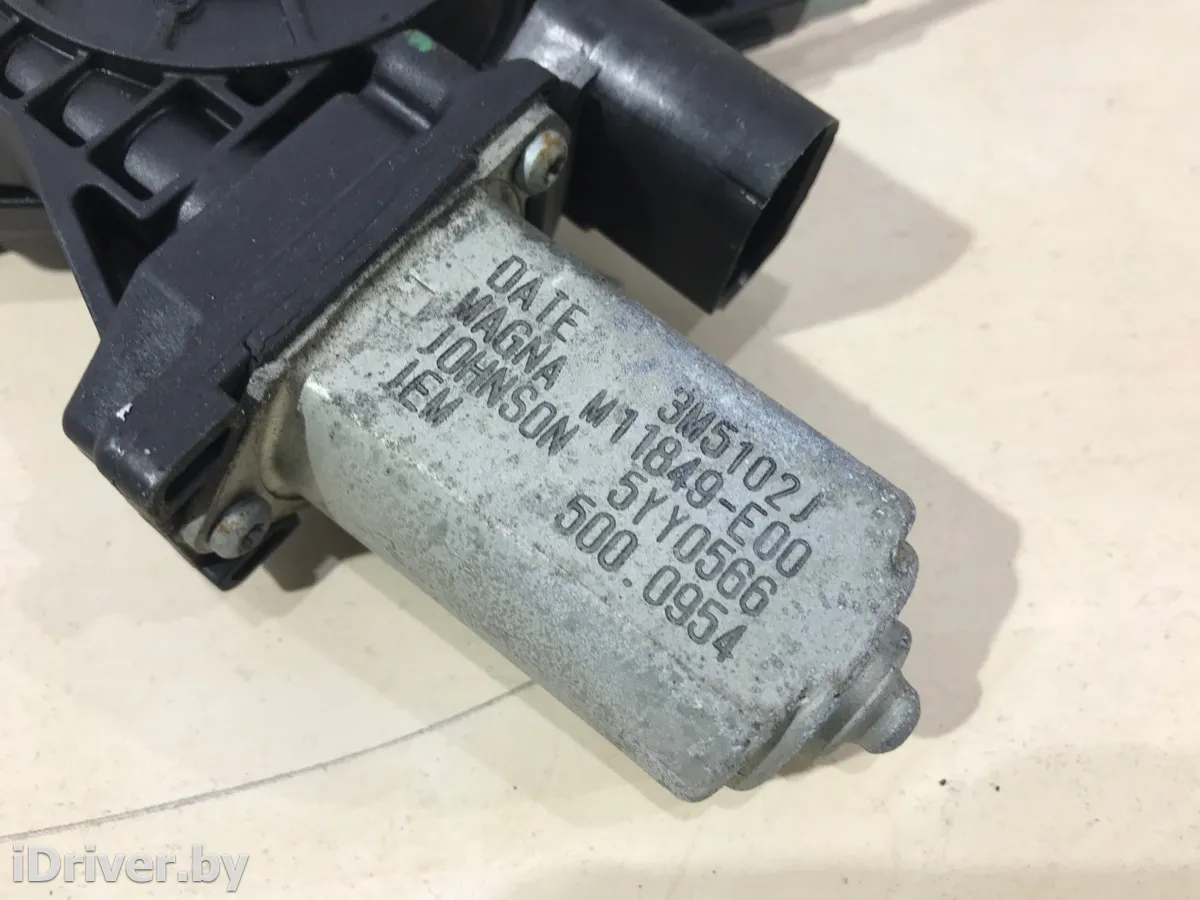 DATE 3M5102J
MAGNA M11849-E00
JOHNSON 5YY0566
IEM 500.0954
iDriver.by